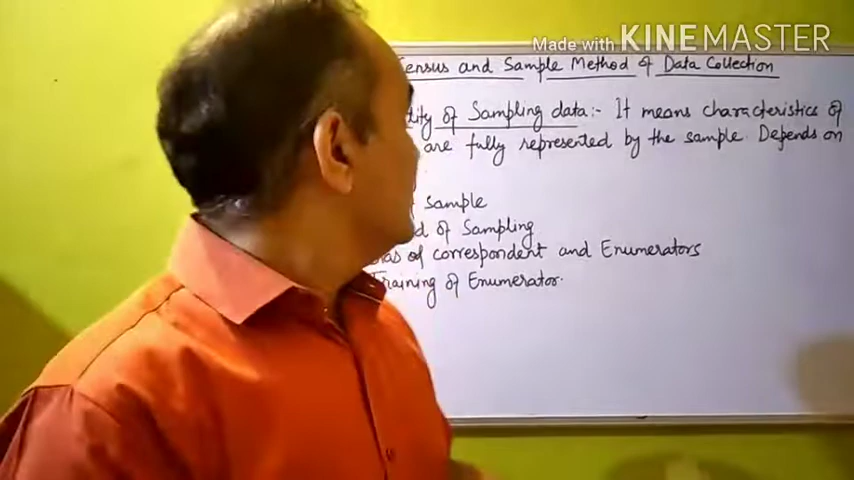 Made with KINEMASTER
Census and Sample Method of Data Collection
of Sampling data:- It means characteristics of
are fully represented by the sample. Depends on
Sample
of Sampling
of correspondent and Enumerators
Training of Enumerator.